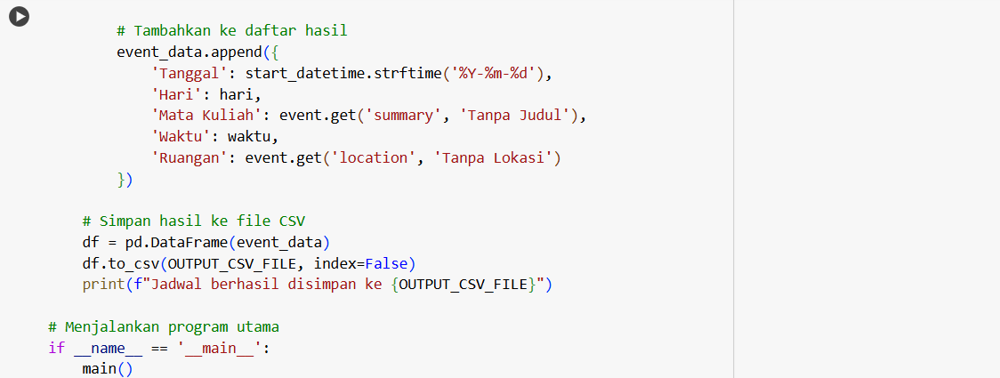 # Tambahkan ke daftar hasil
event_data.append({
'Tanggal': start_datetime.strftime('%Y-%m-%d'),
'Hari': hari,
'Mata Kuliah': event.get('summary', 'Tanpa Judul'),
'Waktu': waktu,
'Ruangan': event.get('location', 'Tanpa Lokasi')
})
# Simpan hasil ke file CSV
df = pd.DataFrame(event_data)
df.to_csv(OUTPUT_CSV_FILE, index=False)
print(f"Jadwal berhasil disimpan ke {OUTPUT_CSV_FILE}")
# Menjalankan program utama
if __name__ == '__main__':
main()